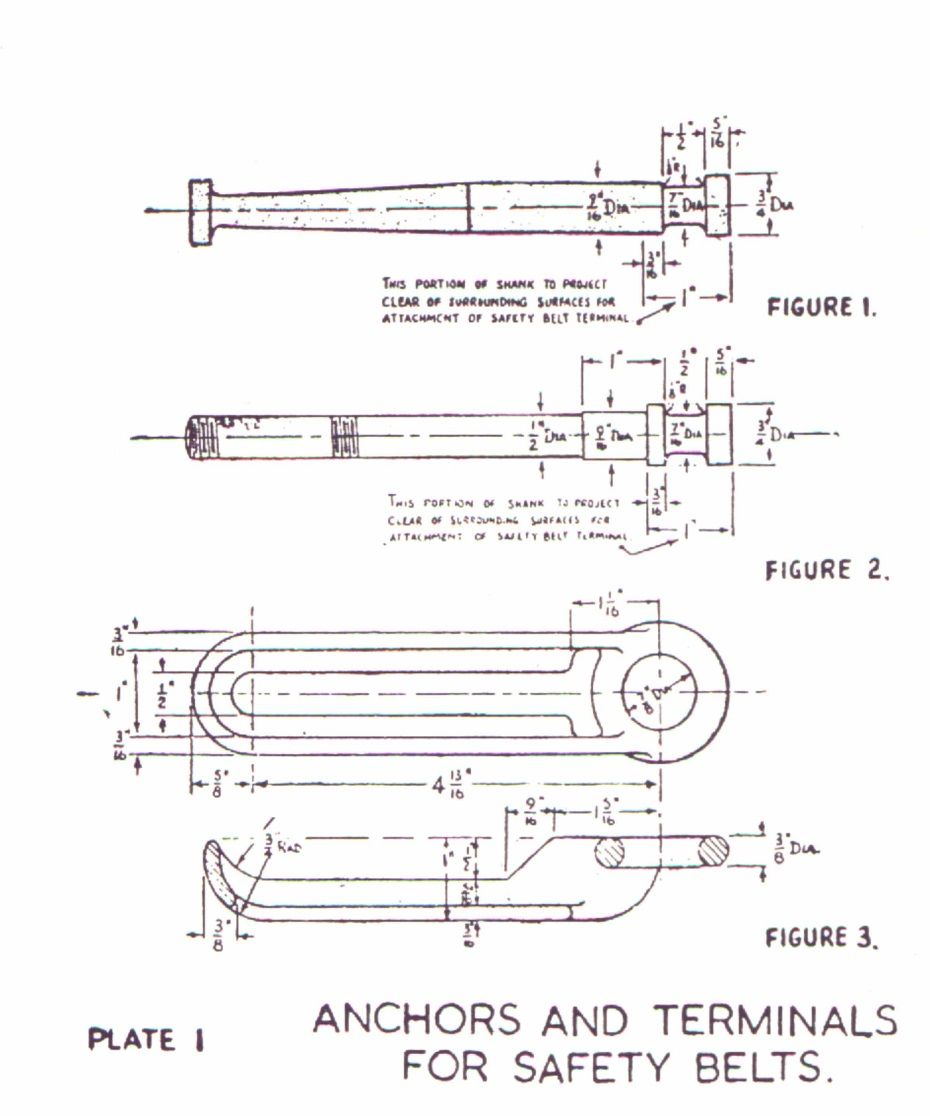 1/2" 5/16"
1/8"R
9/16" DIA 7/16" DIA 3/4" DIA
3/16"
1"
THIS PORTION OF SHANK TO PROJECT
CLEAR OF SURROUNDING SURFACES FOR
ATTACHMENT OF SAFETY BELT TERMINAL.
FIGURE 1.
1" 1/2" 5/16"
1/8"R
1/2" DIA 9/16" DIA 7/16" DIA 3/4" DIA
3/16"
1"
THIS PORTION OF SHANK TO PROJECT
CLEAR OF SURROUNDING SURFACES FOR
ATTACHMENT OF SAFETY BELT TERMINAL.
FIGURE 2.
1 1/16"
3/16"
1" 1/2" 7/8" DIA
3/16"
5/8" 4 13/16"
9/16" 1 5/16"
3/4" RAD 1" 3/8" DIA.
3/8"
FIGURE 3.
PLATE 1
ANCHORS AND TERMINALS
FOR SAFETY BELTS.